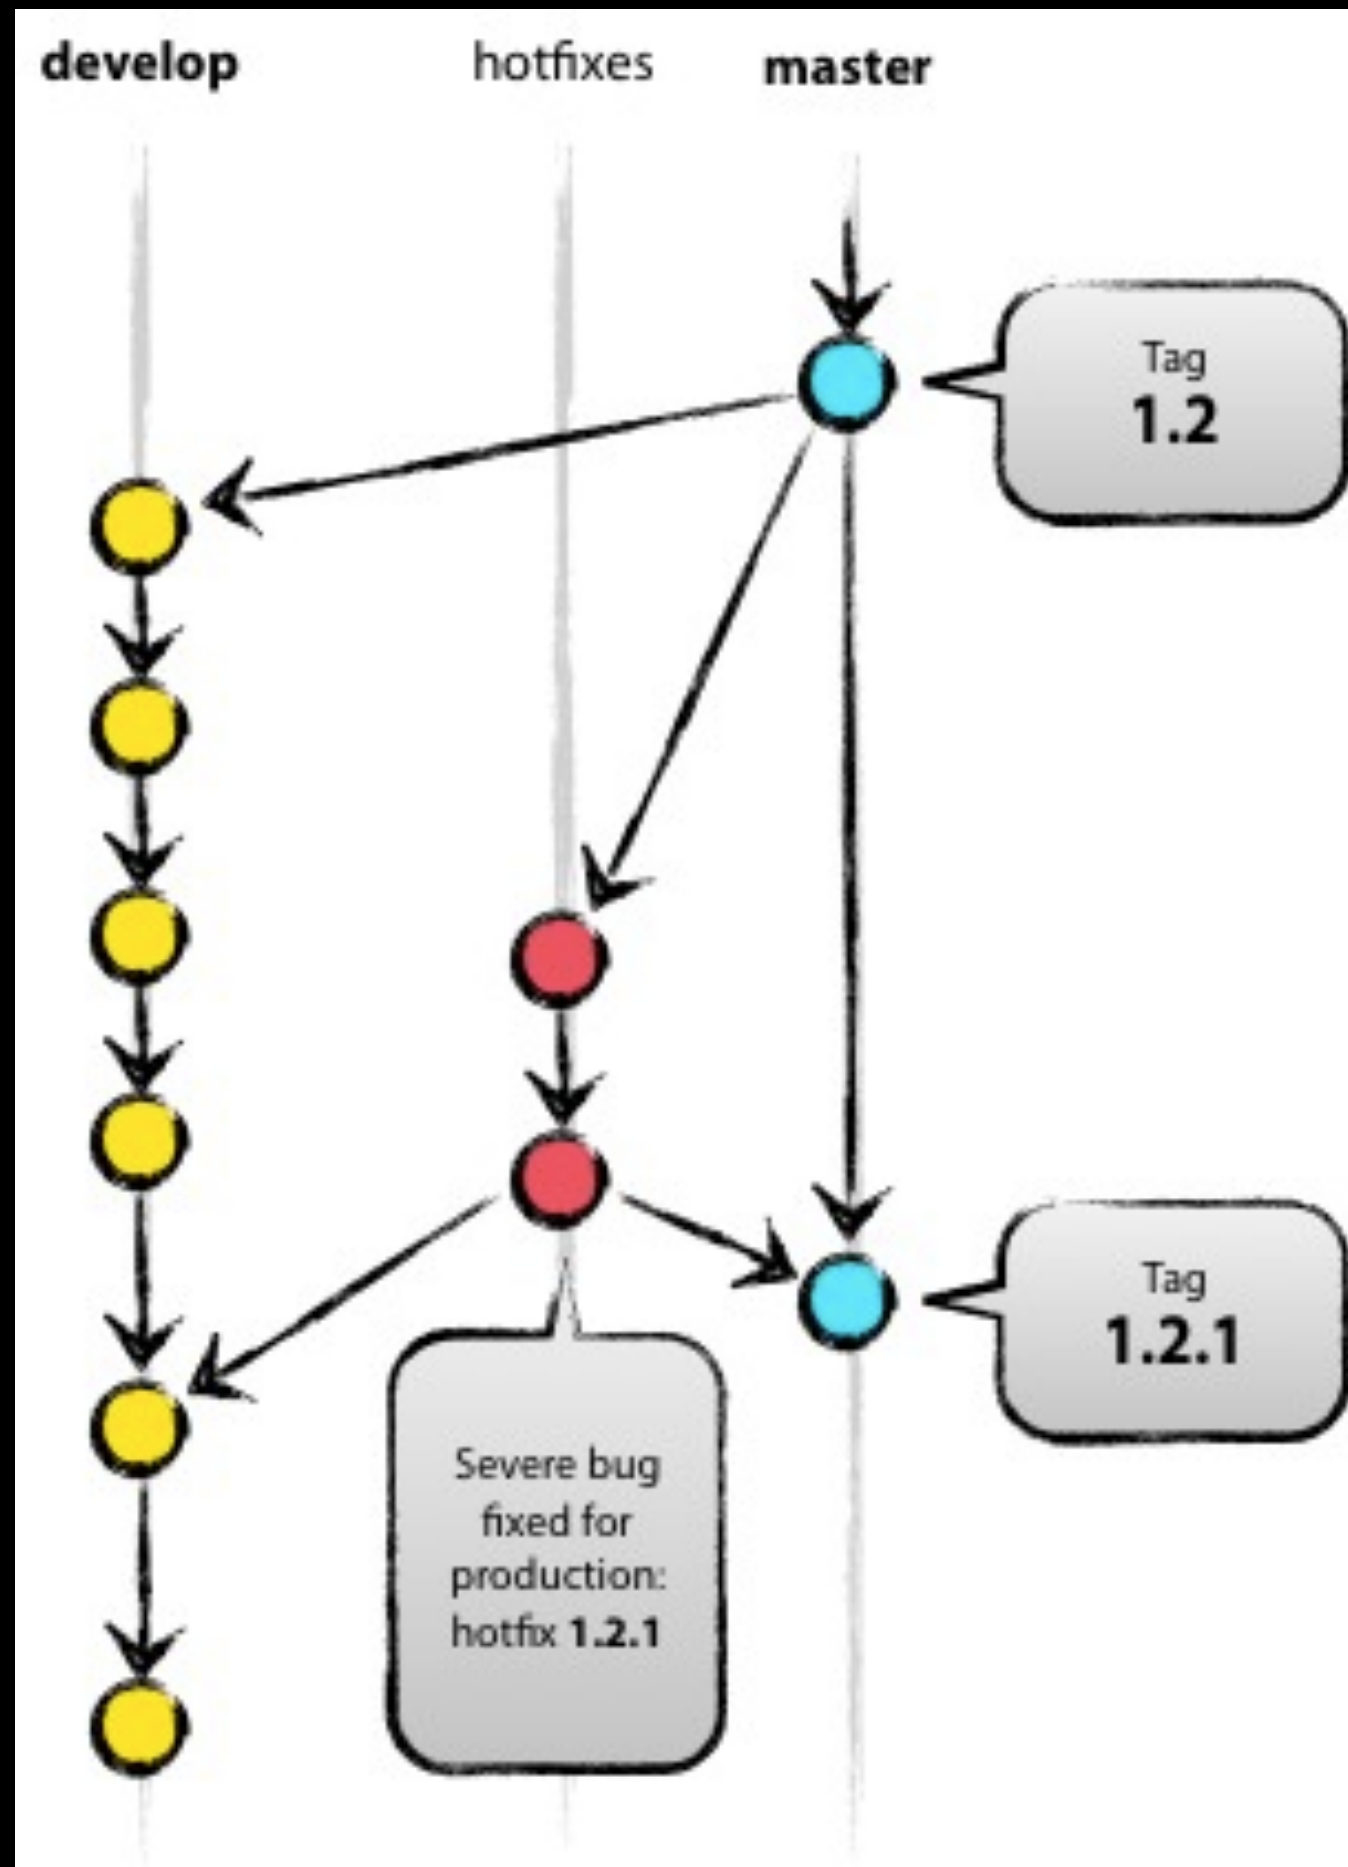 develop
hotfixes
master
Tag
1.2
Tag
1.2.1
Severe bug
fixed for
production:
hotfix 1.2.1